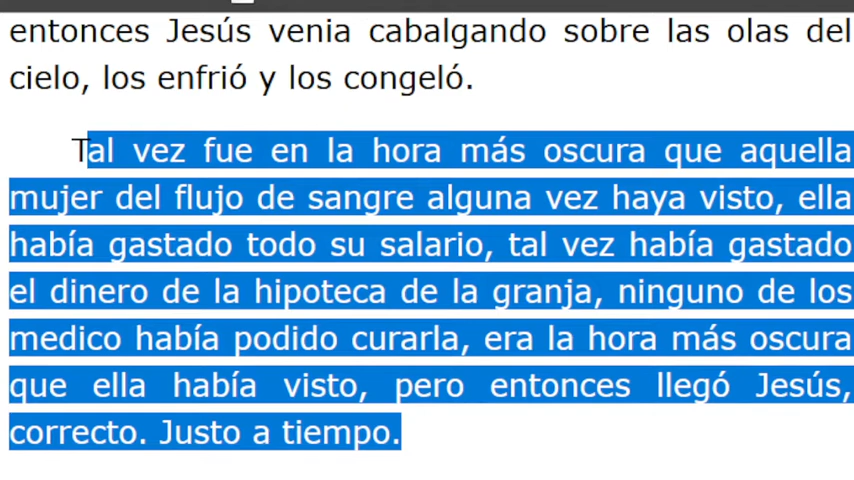 entonces Jesús venia cabalgando sobre las olas del
cielo, los enfrió y los congeló.
Tal vez fue en la hora más oscura que aquella
mujer del flujo de sangre alguna vez haya visto, ella
había gastado todo su salario, tal vez había gastado
el dinero de la hipoteca de la granja, ninguno de los
medico había podido curarla, era la hora más oscura
que ella había visto, pero entonces llegó Jesús,
correcto. Justo a tiempo.